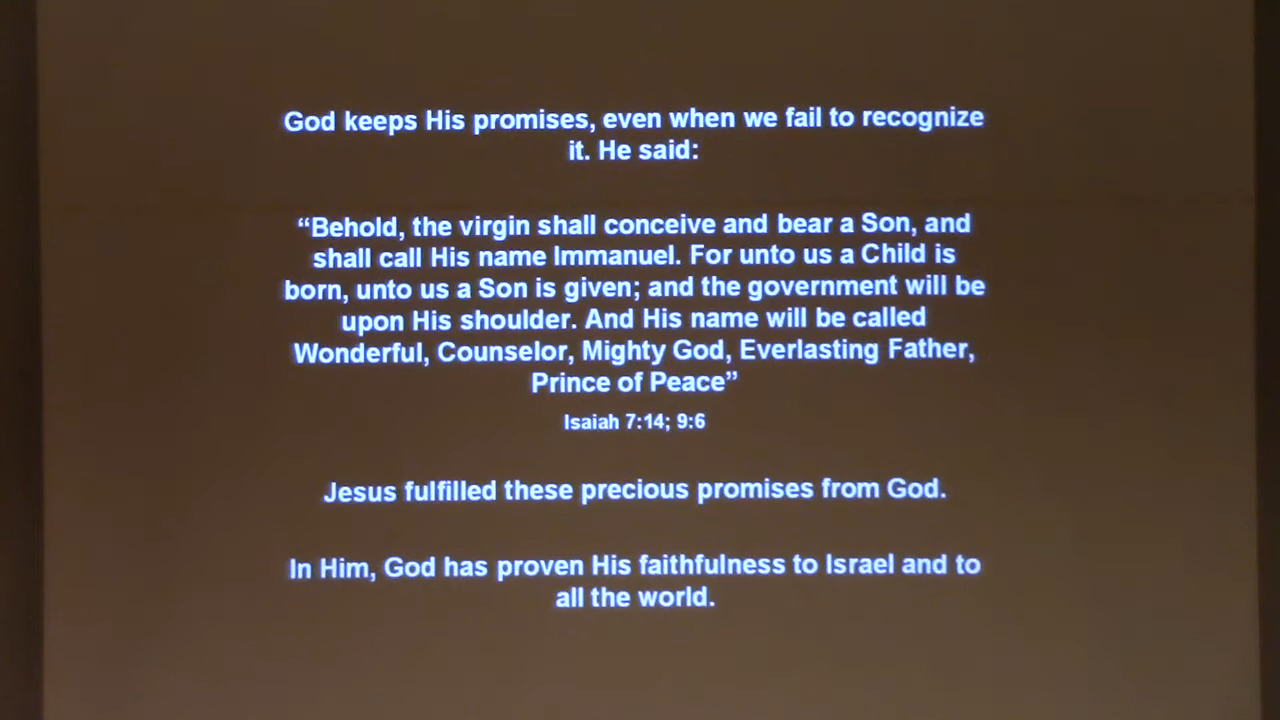 God keeps His promises, even when we fail to recognize
it. He said:
“Behold, the virgin shall conceive and bear a Son, and
shall call His name Immanuel. For unto us a Child is
born, unto us a Son is given; and the government will be
upon His shoulder. And His name will be called
Wonderful, Counselor, Mighty God, Everlasting Father,
Prince of Peace”
Isaiah 7:14; 9:6
Jesus fulfilled these precious promises from God.
In Him, God has proven His faithfulness to Israel and to
all the world.